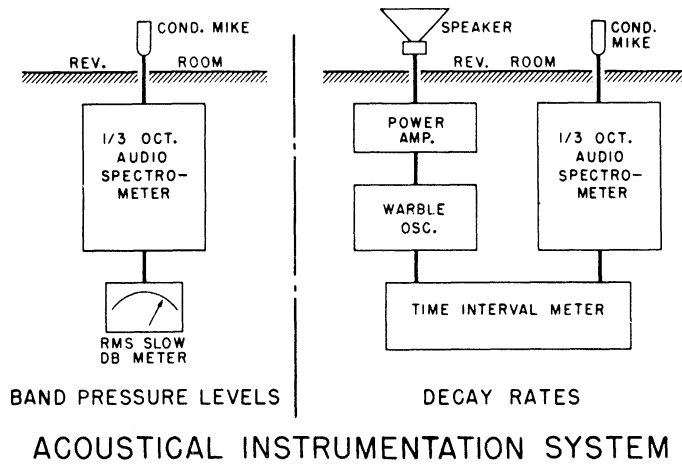 COND. MIKE
REV. ROOM
1/3 OCT.
AUDIO
SPECTRO-
METER
RMS SLOW
DB METER
BAND PRESSURE LEVELS
SPEAKER
COND.
MIKE
REV. ROOM
POWER
AMP.
WARBLE
OSC.
1/3 OCT.
AUDIO
SPECTRO-
METER
TIME INTERVAL METER
DECAY RATES
ACOUSTICAL INSTRUMENTATION SYSTEM